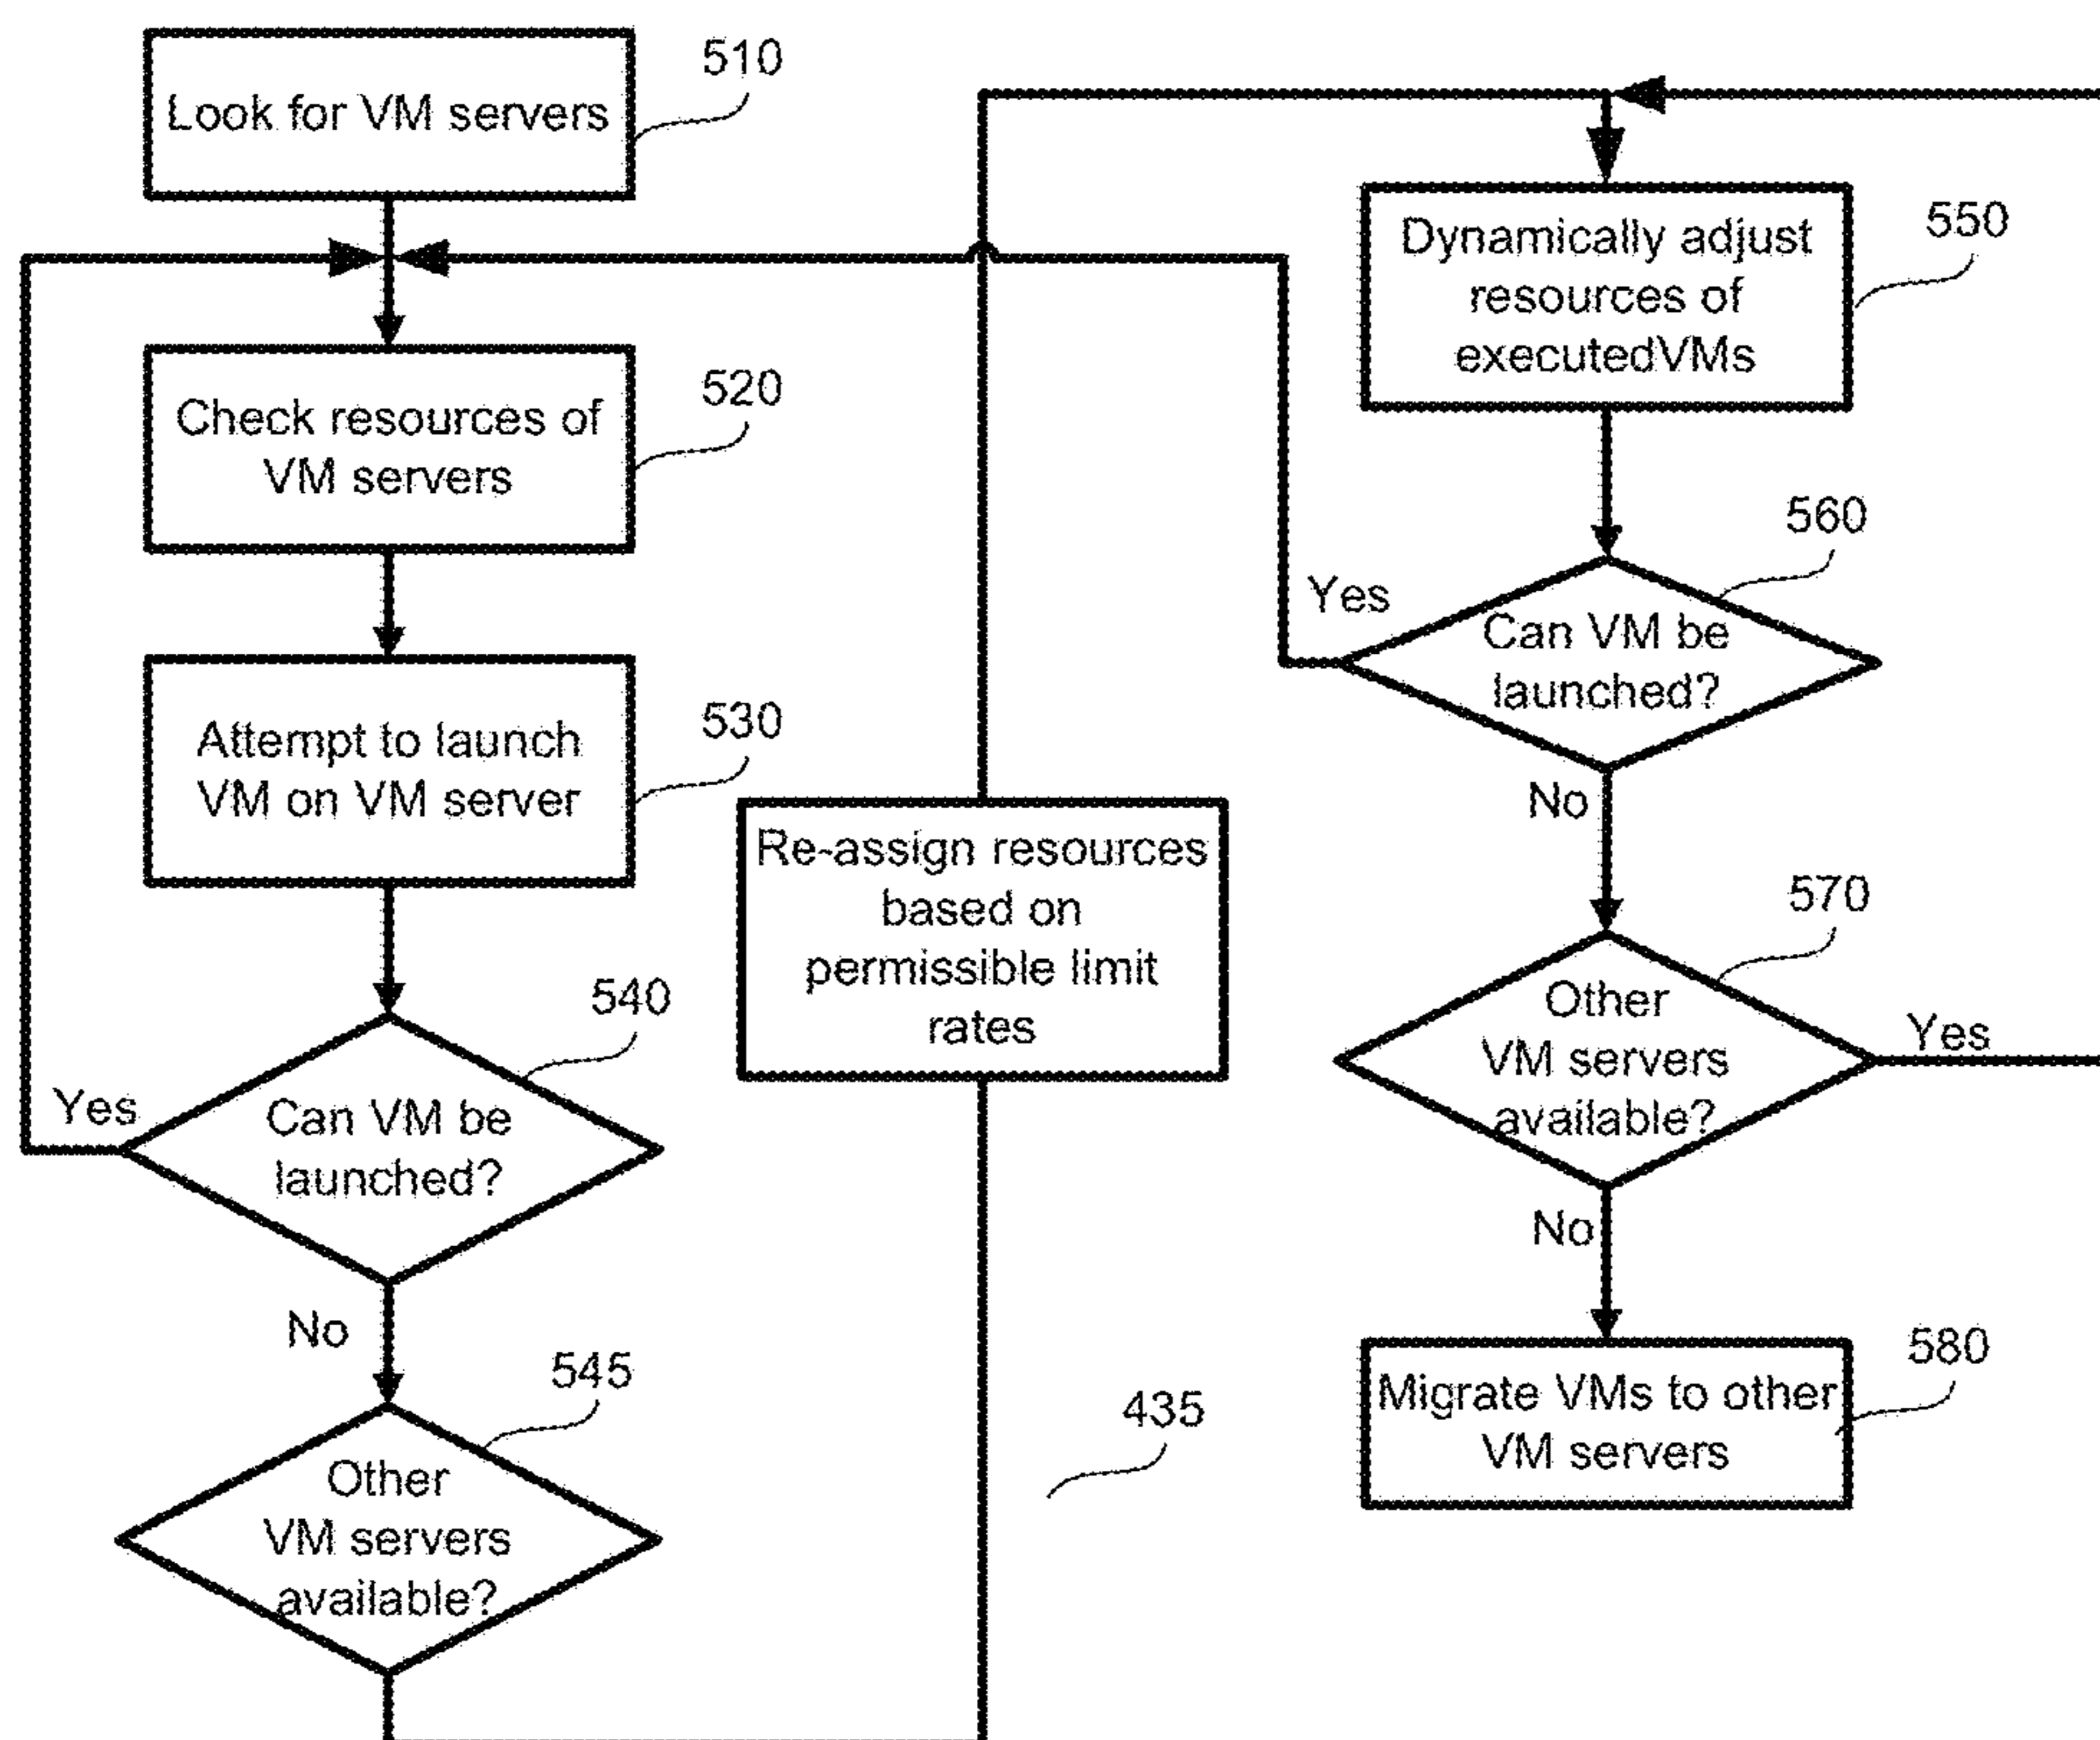 510
Look for VM servers
520
Check resources of
VM servers
530
Attempt to launch
VM on VM server
540
Yes
Can VM be
launched?
No
545
Other
VM servers
available?
Re-assign resources
based on
permissible limit
rates
435
550
Dynamically adjust
resources of
executedVMs
560
Yes
Can VM be
launched?
No
570
Other
VM servers
available?
Yes
No
580
Migrate VMs to other
VM servers